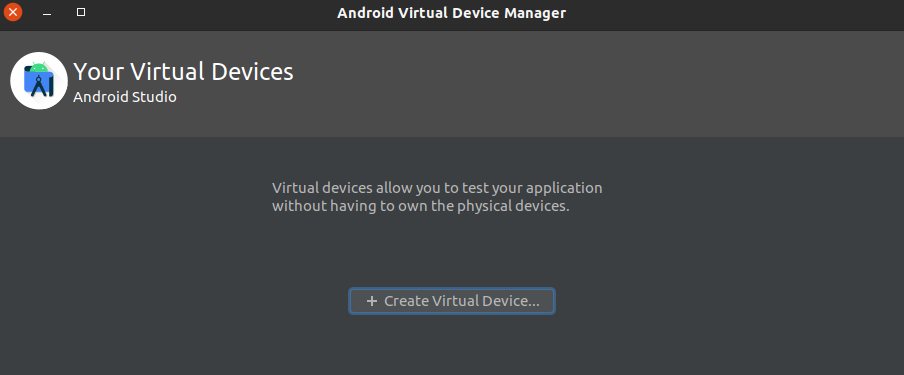 Android Virtual Device Manager
Your Virtual Devices
Android Studio
Virtual devices allow you to test your application
without having to own the physical devices.
+ Create Virtual Device...